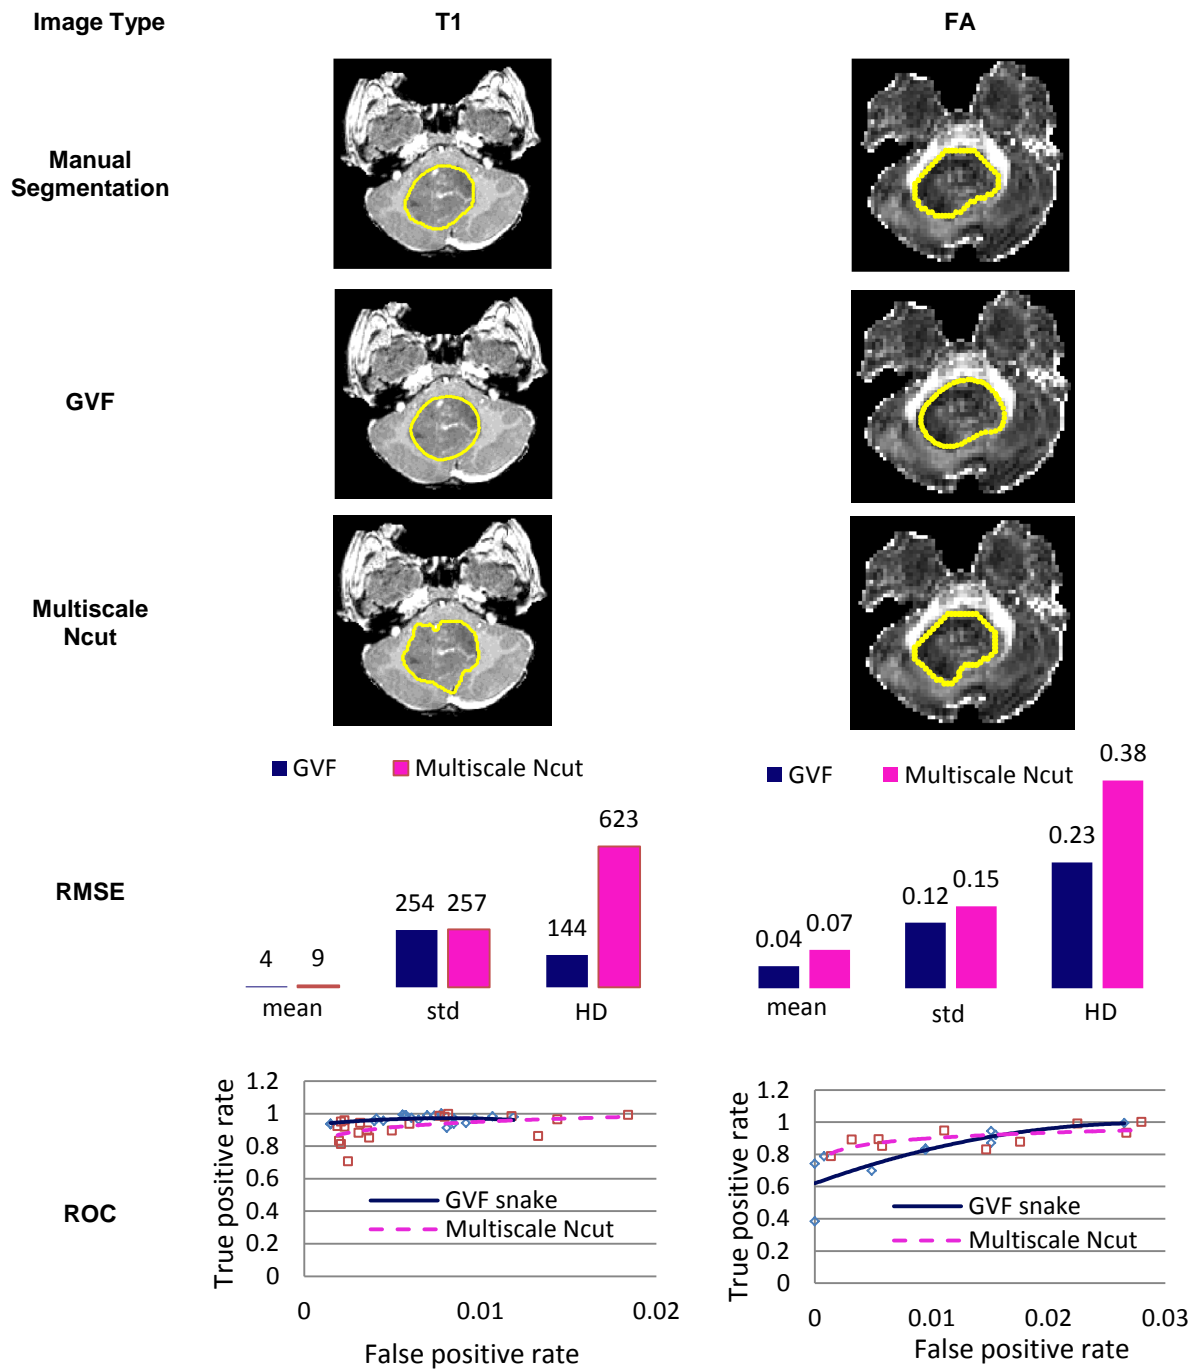 Image Type
T1
FA
Manual
Segmentation
GVF
Multiscale
Ncut
RMSE
GVF
Multiscale Ncut
4
9
254
257
144
623
mean
std
HD
GVF
Multiscale Ncut
0.04
0.07
0.12
0.15
0.23
0.38
mean
std
HD
ROC
True positive rate
1.2
1
0.8
0.6
0.4
0.2
0
GVF snake
Multiscale Ncut
0
0.01
0.02
False positive rate
True positive rate
1.2
1
0.8
0.6
0.4
0.2
0
GVF snake
Multiscale Ncut
0
0.01
0.02
0.03
False positive rate